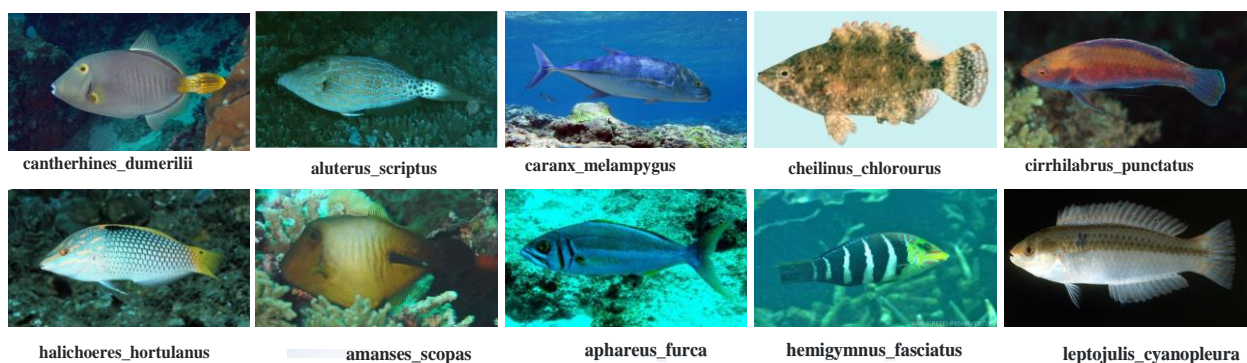 cantherhines_dumerilii
aluterus_scriptus
caranx_melampygus
cheilinus_chlorourus
cirrhilabrus_punctatus
halichoeres_hortulanus
amanses_scopas
aphareus_furca
hemigymnus_fasciatus
leptojulis_cyanopleura